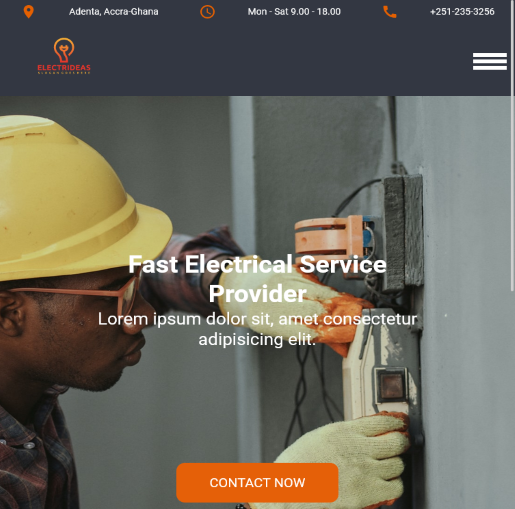 Adenta, Accra-Ghana
Mon - Sat 9.00 - 18.00
+251-235-3256
ELECTRIDEAS
Fast Electrical Service
Provider
Lorem ipsum dolor sit, amet consectetur
adipisicing elit.
CONTACT NOW